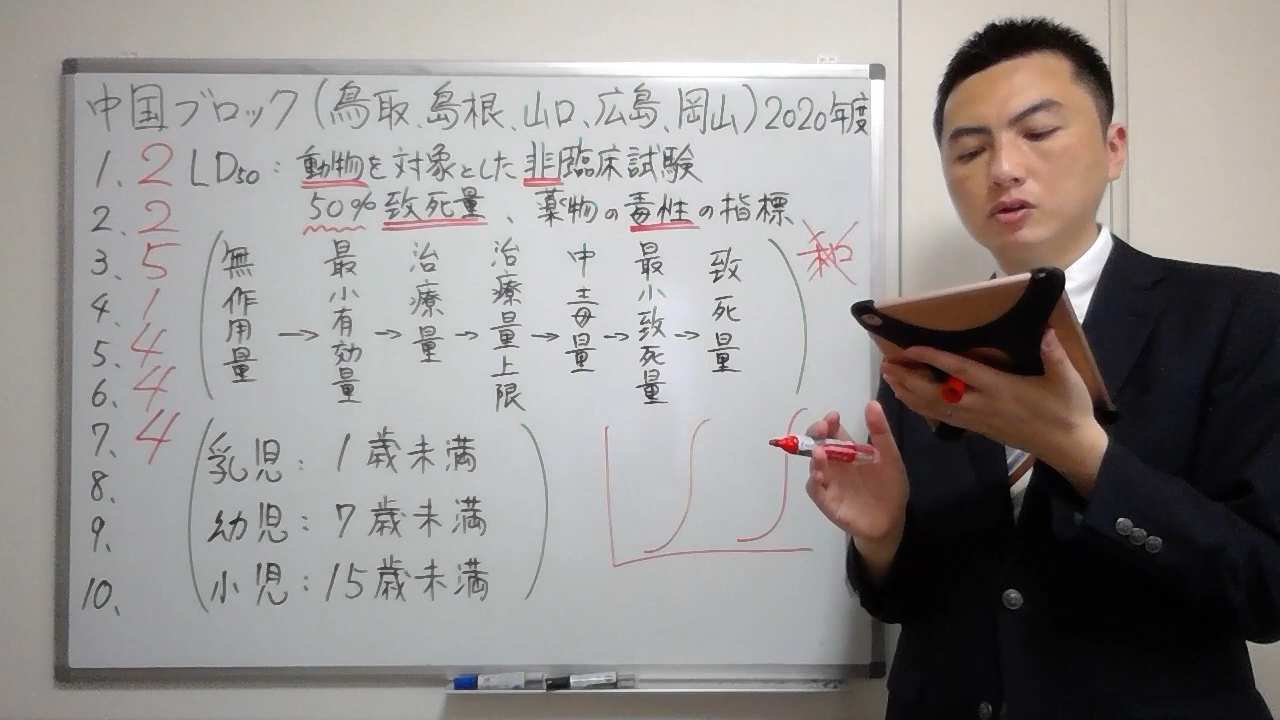 中国ブロック(鳥取、島根、山口、広島、岡山)2020年度
1. 2 LD50:動物を対象とした非臨床試験
2. 2 50%致死量、薬物の毒性の指標
3. 5
4. 1
5. 4
6. 4
7. 4
8.
9.
10.
(無作用量→最小有効量→治療量→治療量上限→中毒量→最小致死量→致死量)
(乳児:1歳未満
幼児:7歳未満
小児:15歳未満)